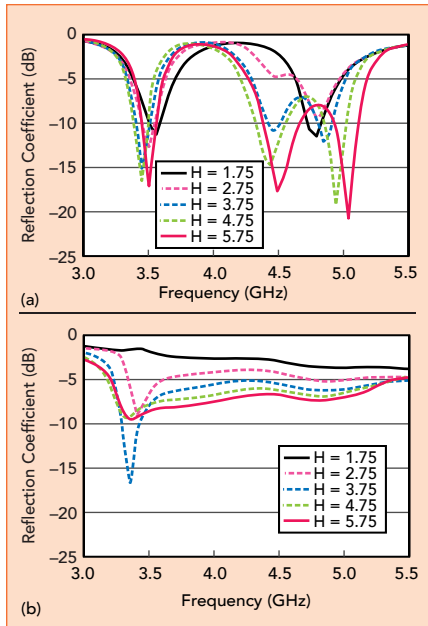 0
−5
−10
−15
−20
−25
Reflection Coefficient (dB)
H = 1.75
H = 2.75
H = 3.75
H = 4.75
H = 5.75
3.0 3.5 4.0 4.5 5.0 5.5
Frequency (GHz)
(a)
0
−5
−10
−15
−20
−25
Reflection Coefficient (dB)
H = 1.75
H = 2.75
H = 3.75
H = 4.75
H = 5.75
3.0 3.5 4.0 4.5 5.0 5.5
Frequency (GHz)
(b)